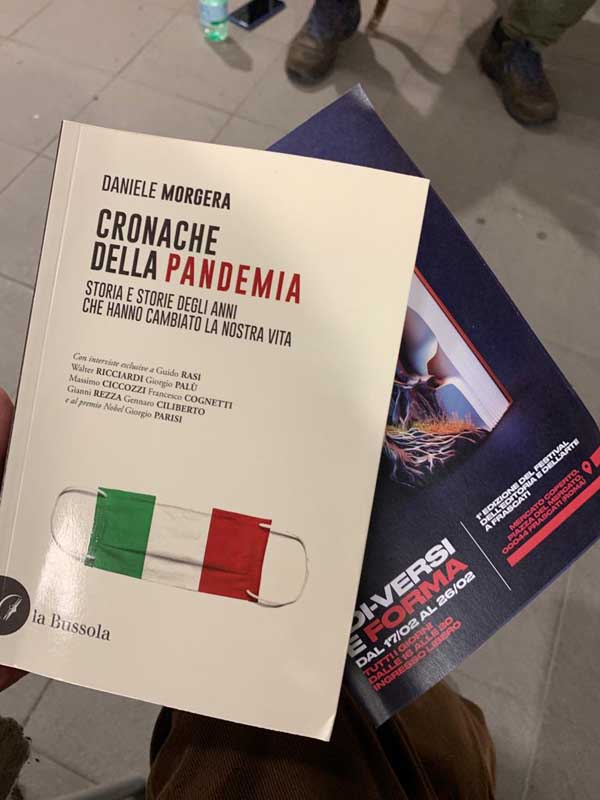 DANIELE MORGERA
CRONACHE
DELLA PANDEMIA
STORIA E STORIE DEGLI ANNI
CHE HANNO CAMBIATO LA NOSTRA VITA
Con interviste esclusive a Guido RASI
Walter RICCIARDI Giorgio PALÙ
Massimo CICCOZZI Francesco COGNETTI
Gianni REZZA Gennaro CILIBERTO
e al premio Nobel Giorgio PARISI
la Bussola
1ª EDIZIONE DEL FESTIVAL
DELL'EDITORIA E DELL'ARTE
A FRASCATI
MERCATO COPERTO,
PIAZZA DEL MERCATO,
00044 FRASCATI (ROMA)
DI-VERSI
E FORMA
DAL 17/02 AL 26/02
TUTTI I GIORNI
DALLE 16 ALLE 20
INGRESSO LIBERO